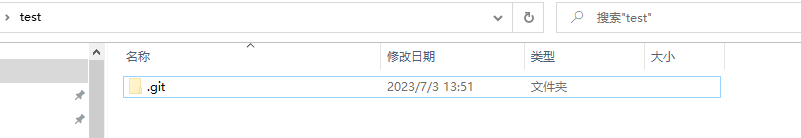 test
搜索"test"
名称 修改日期 类型 大小
.git 2023/7/3 13:51 文件夹